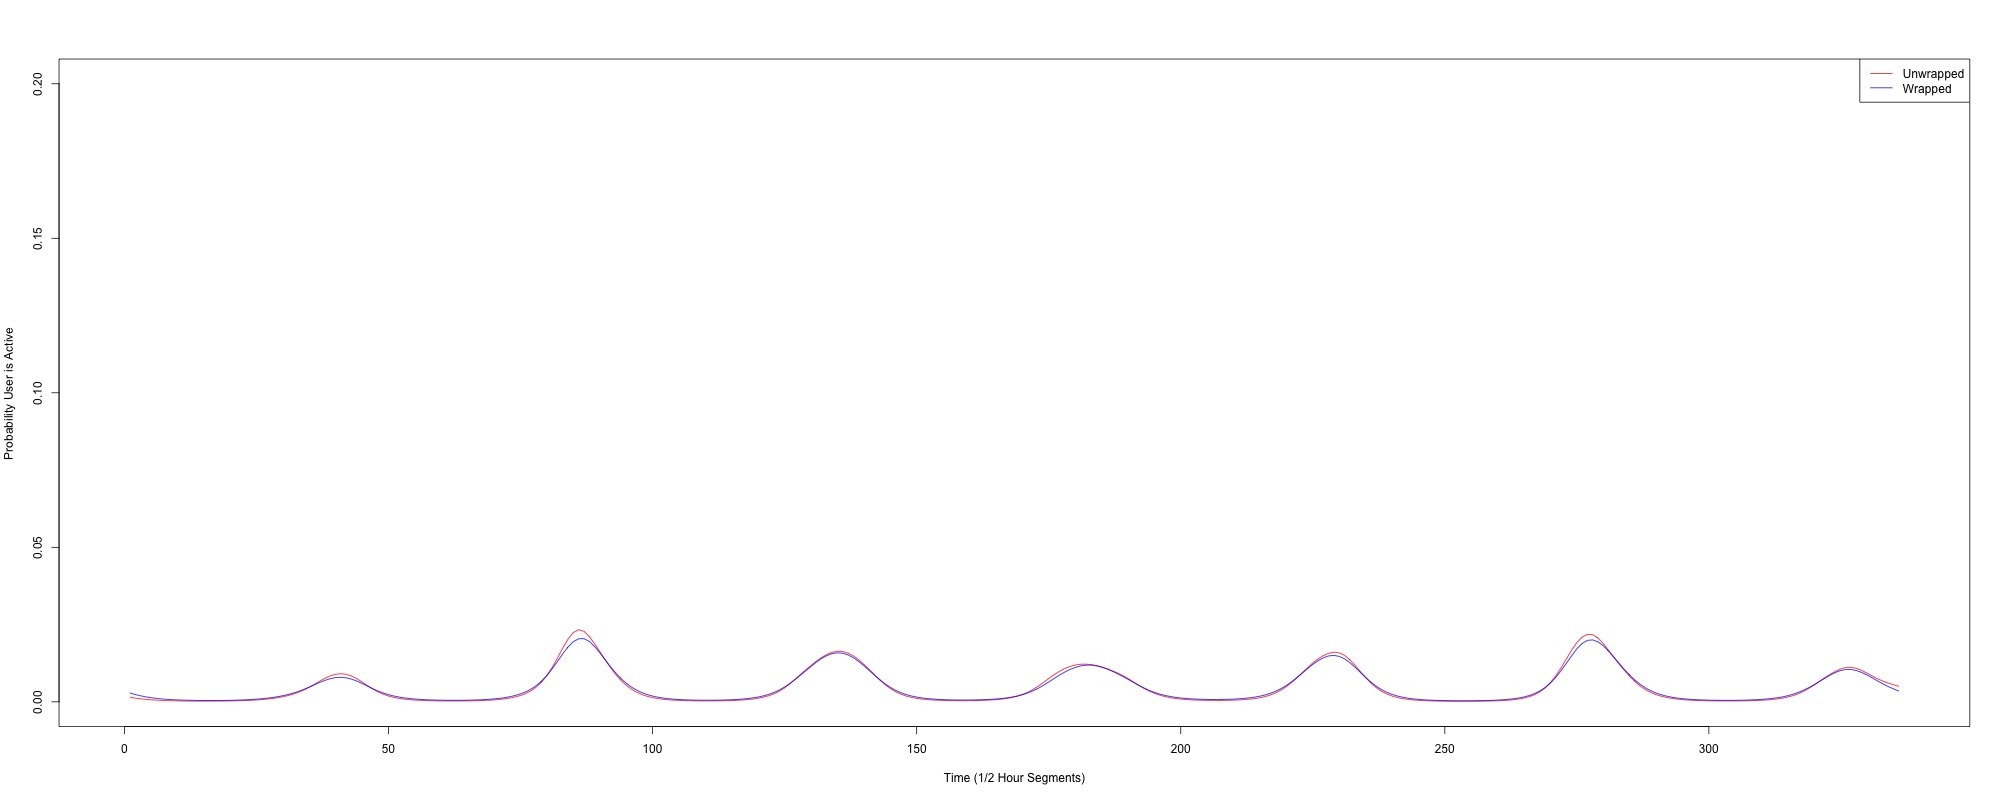 Unwrapped
Wrapped
0.20
0.15
0.10
0.05
0.00
Probability User is Active
0 50 100 150 200 250 300
Time (1/2 Hour Segments)